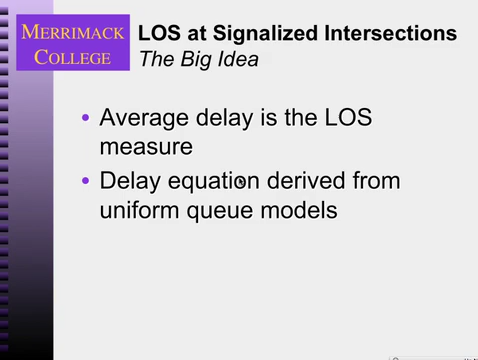 MERRIMACK
COLLEGE
LOS at Signalized Intersections
The Big Idea
• Average delay is the LOS
measure
• Delay equation derived from
uniform queue models